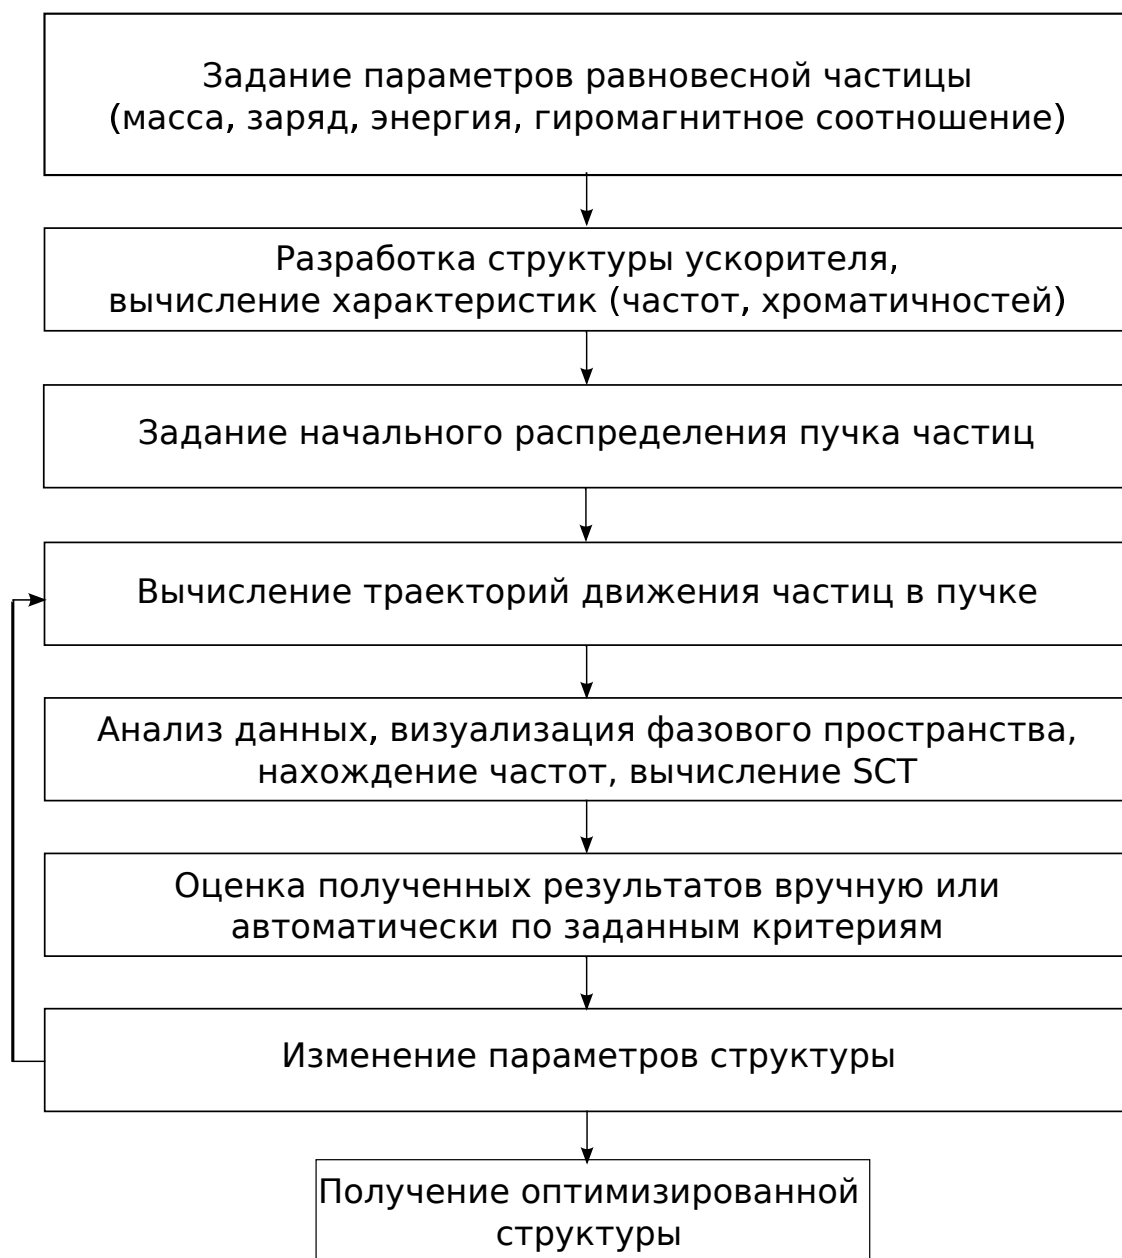 Задание параметров равновесной частицы
(масса, заряд, энергия, гиромагнитное соотношение)
Разработка структуры ускорителя,
вычисление характеристик (частот, хроматичностей)
Задание начального распределения пучка частиц
Вычисление траекторий движения частиц в пучке
Анализ данных, визуализация фазового пространства,
нахождение частот, вычисление SCT
Оценка полученных результатов вручную или
автоматически по заданным критериям
Изменение параметров структуры
Получение оптимизированной
структуры